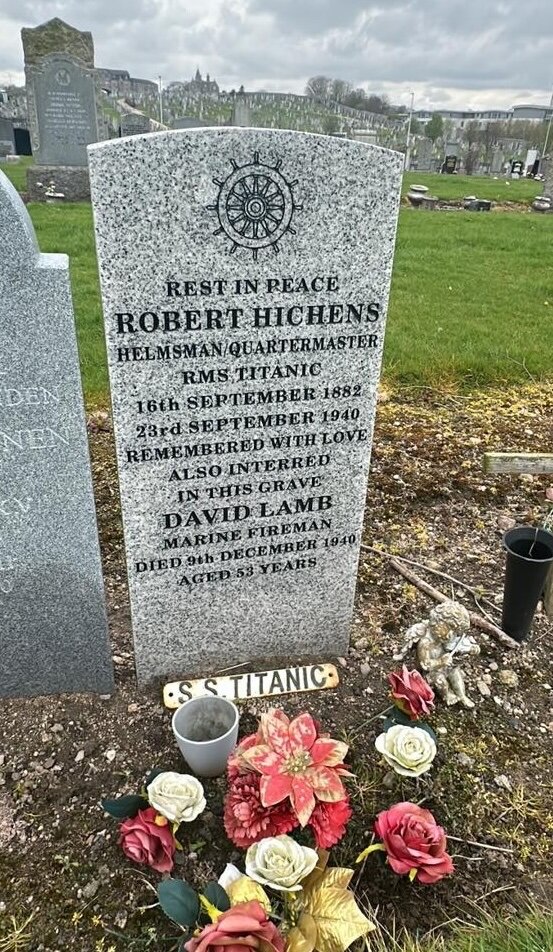 REST IN PEACE
ROBERT HICHENS
HELMSMAN/QUARTERMASTER
RMS TITANIC
16th SEPTEMBER 1882
23rd SEPTEMBER 1940
REMEMBERED WITH LOVE
ALSO INTERRED
IN THIS GRAVE
DAVID LAMB
MARINE FIREMAN
DIED 9th DECEMBER 1940
AGED 53 YEARS
S.S. TITANIC